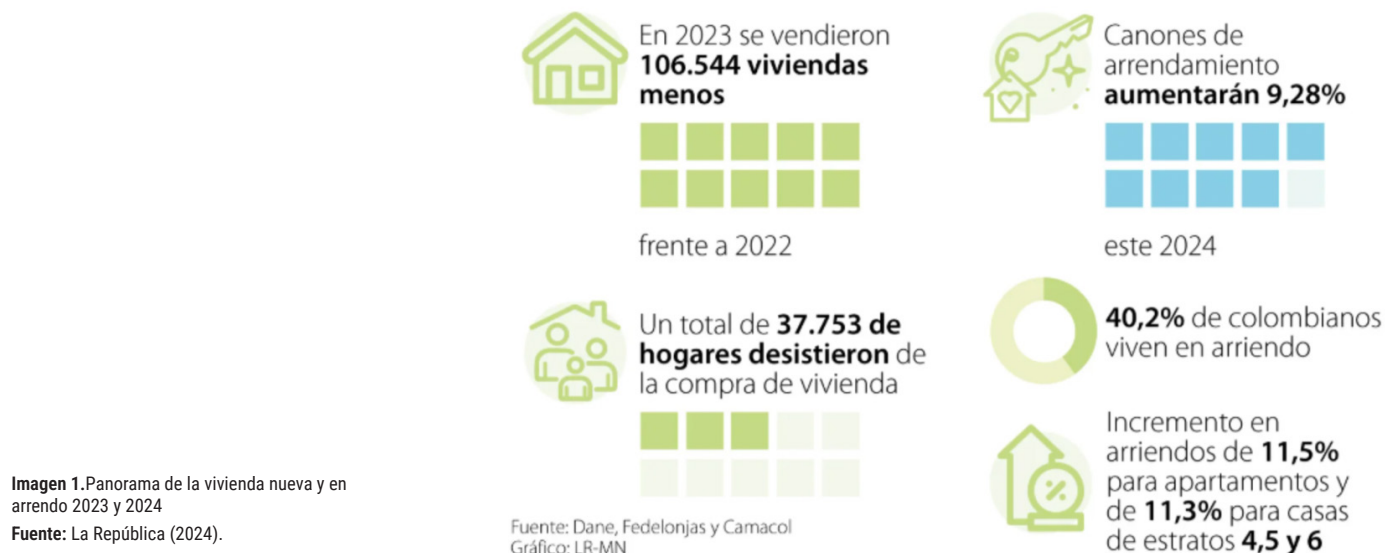 En 2023 se vendieron
106.544 viviendas
menos
frente a 2022
Un total de 37.753 de
hogares desistieron de
la compra de vivienda
Canones de
arrendamiento
aumentarán 9,28%
este 2024
40,2% de colombianos
viven en arriendo
Incremento en
arriendos de 11,5%
para apartamentos y
de 11,3% para casas
de estratos 4,5 y 6
Fuente: Dane, Fedelonjas y Camacol
Gráfico: LR-MN
Imagen 1.Panorama de la vivienda nueva y en
arrendo 2023 y 2024
Fuente: La República (2024).